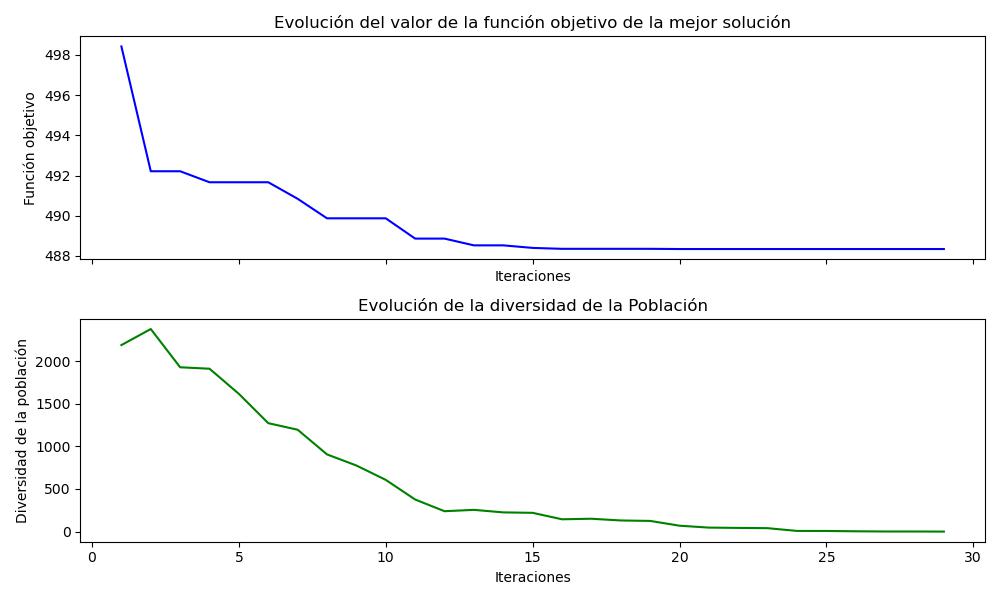 Evolución del valor de la función objetivo de la mejor solución
498
496
494
492
490
488
Función objetivo
Iteraciones
Evolución de la diversidad de la Población
2000
1500
1000
500
0
Diversidad de la población
0 5 10 15 20 25 30
Iteraciones